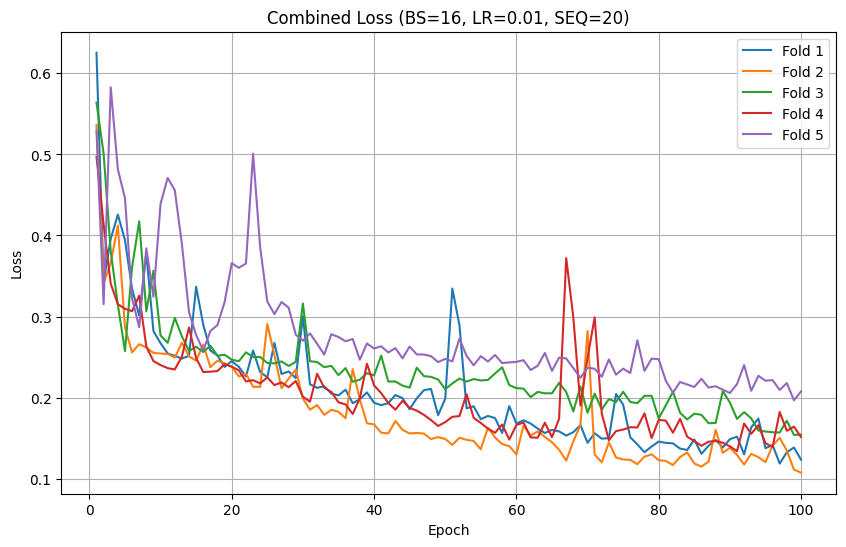 Combined Loss (BS=16, LR=0.01, SEQ=20)
Fold 1
Fold 2
Fold 3
Fold 4
Fold 5
Loss
0.6
0.5
0.4
0.3
0.2
0.1
0 20 40 60 80 100
Epoch